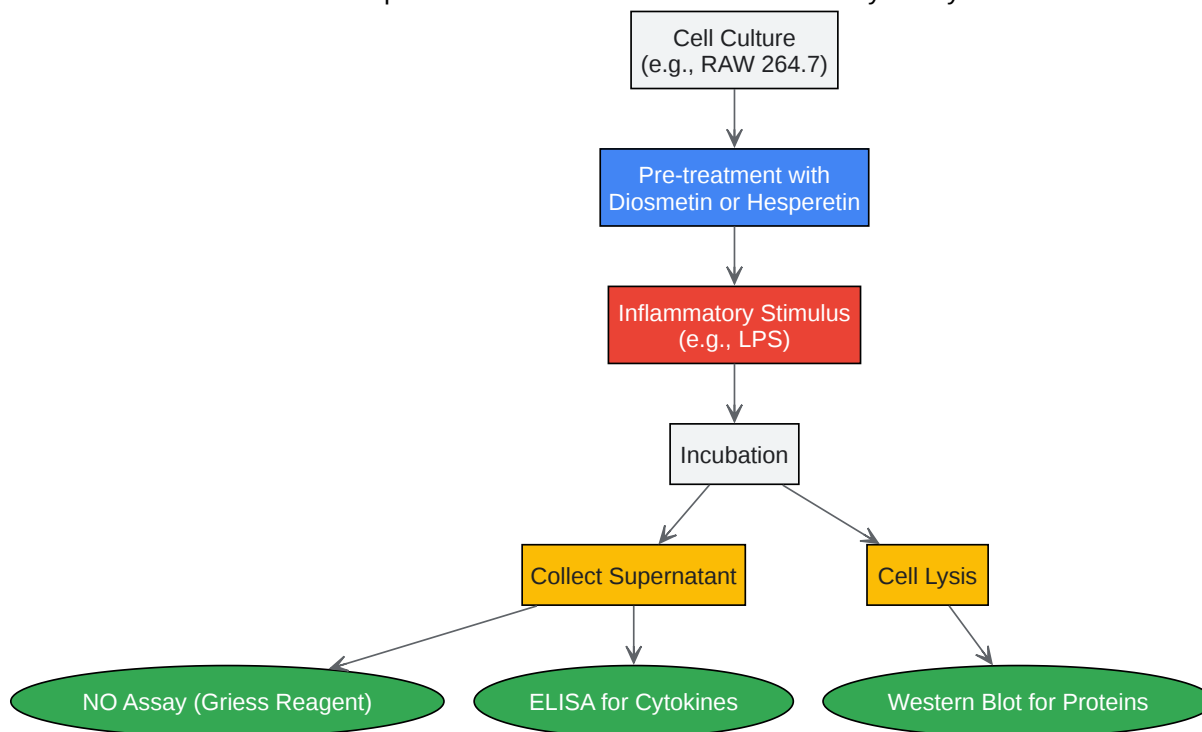 Cell Culture
(e.g., RAW 264.7)
Pre-treatment with
Diosmetin or Hesperetin
Inflammatory Stimulus
(e.g., LPS)
Incubation
Collect Supernatant
Cell Lysis
NO Assay (Griess Reagent)
ELISA for Cytokines
Western Blot for Proteins